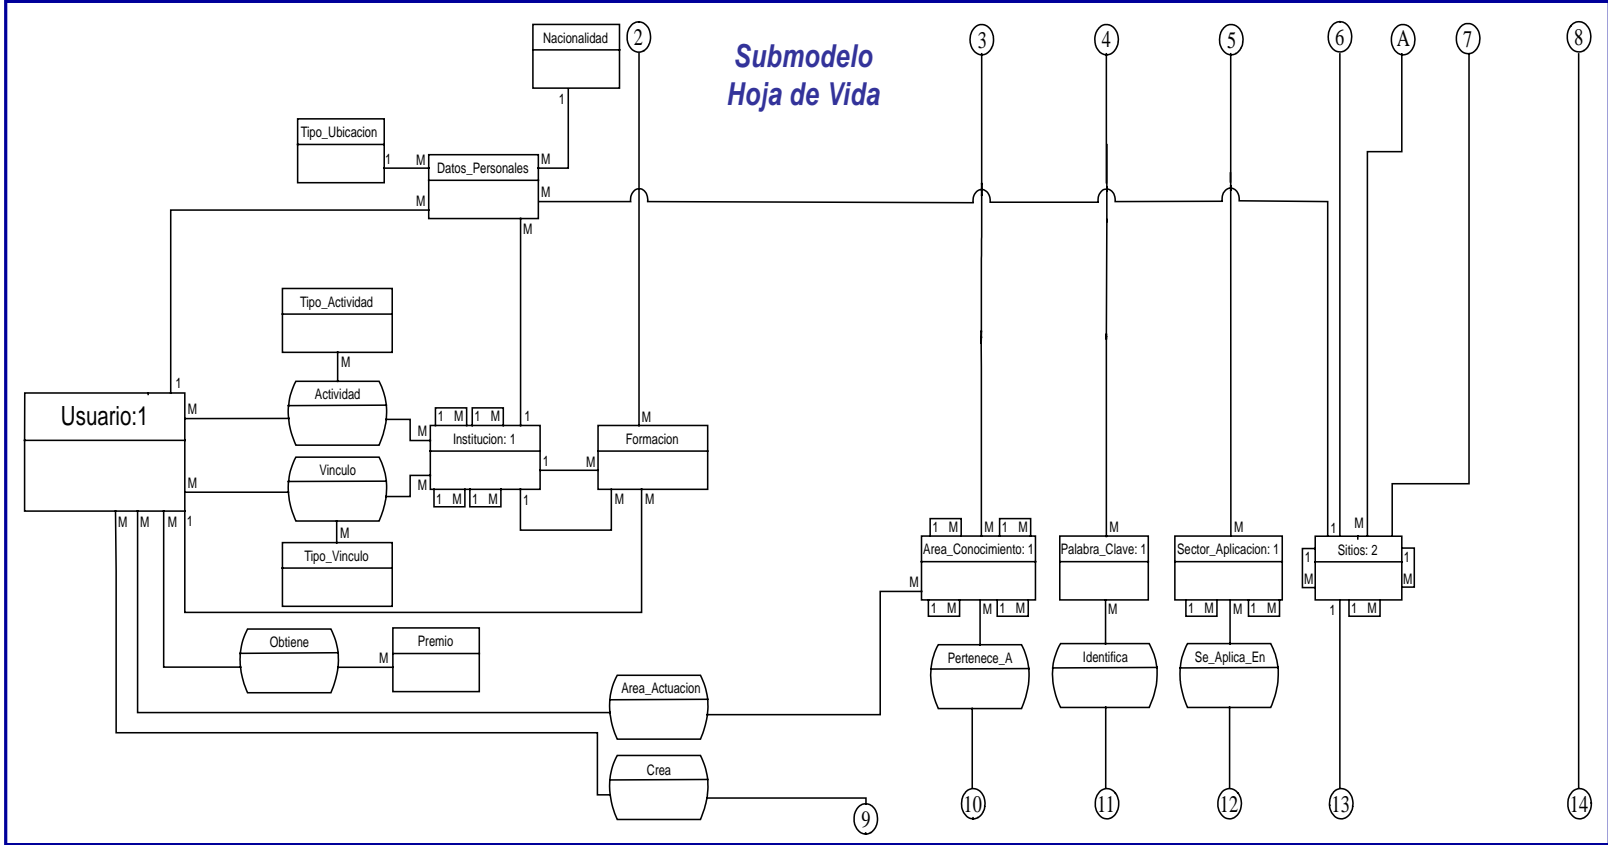 Nacionalidad
2
Submodelo
Hoja de Vida
3
4
5
6
A
7
8
1
Tipo_Ubicacion
1
M
M
Datos_Personales
M
M
M
Tipo_Actividad
M
1
Actividad
Usuario:1
M
M
1 M
1 M
1
M
Institucion: 1
Formacion
Vinculo
1
M
M
M
1 M
1 M
1
M
M
M
M
M
1
M
Tipo_Vinculo
1 M
M
1 M
M
M
1
M
Area_Conocimiento: 1
Palabra_Clave: 1
Sector_Aplicacion: 1
Sitios: 2
1
M
1
M
M
1 M
M
1 M
M
1 M
M
1 M
1
1 M
Obtiene
M
Premio
Pertenece_A
Identifica
Se_Aplica_En
Area_Actuacion
Crea
9
10
11
12
13
14